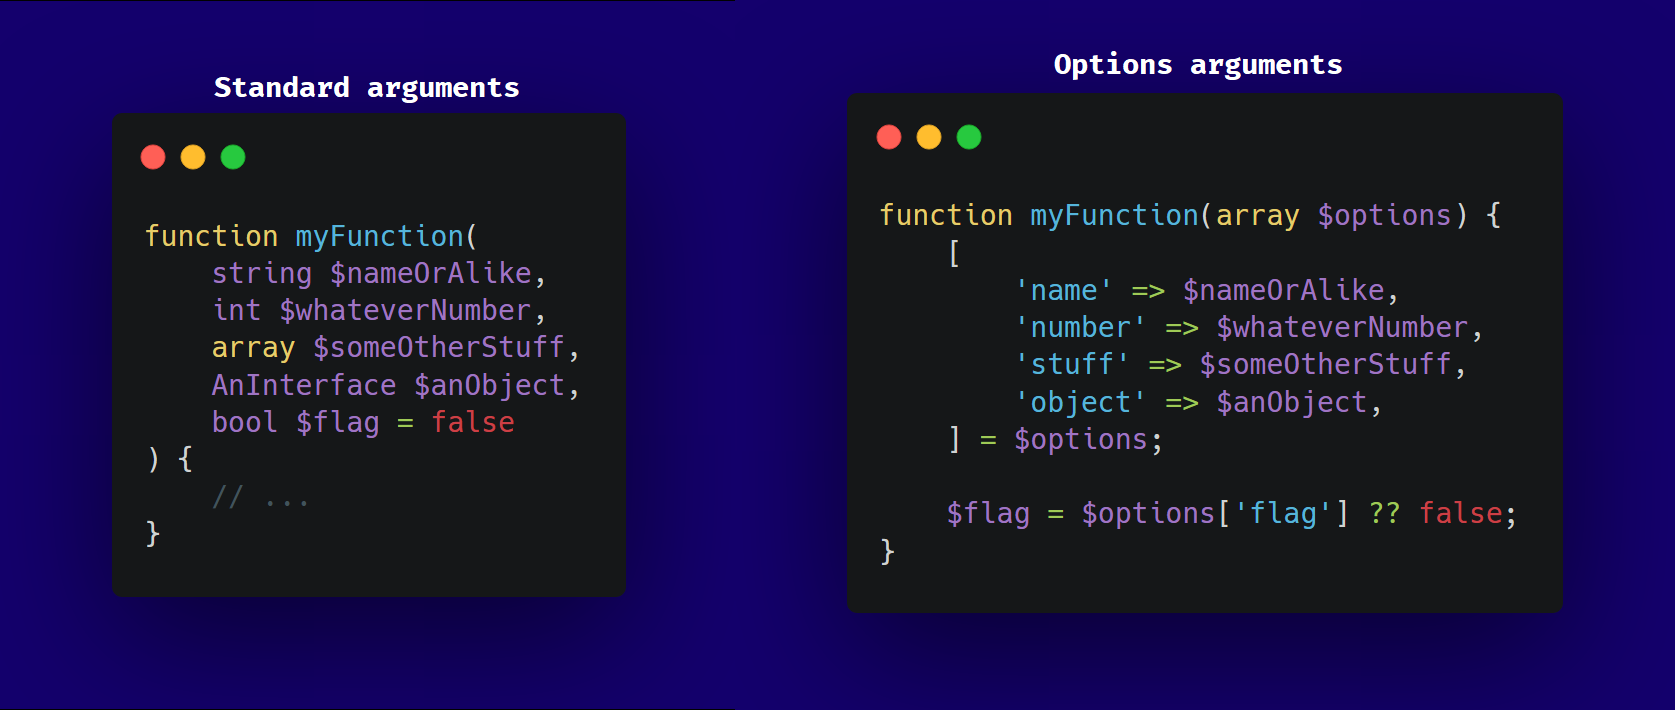 Standard arguments
function myFunction(
    string $nameOrAlike,
    int $whateverNumber,
    array $someOtherStuff,
    AnInterface $anObject,
    bool $flag = false
) {
    // ...
}
Options arguments
function myFunction(array $options) {
    [
        'name' => $nameOrAlike,
        'number' => $whateverNumber,
        'stuff' => $someOtherStuff,
        'object' => $anObject,
    ] = $options;
    $flag = $options['flag'] ?? false;
}